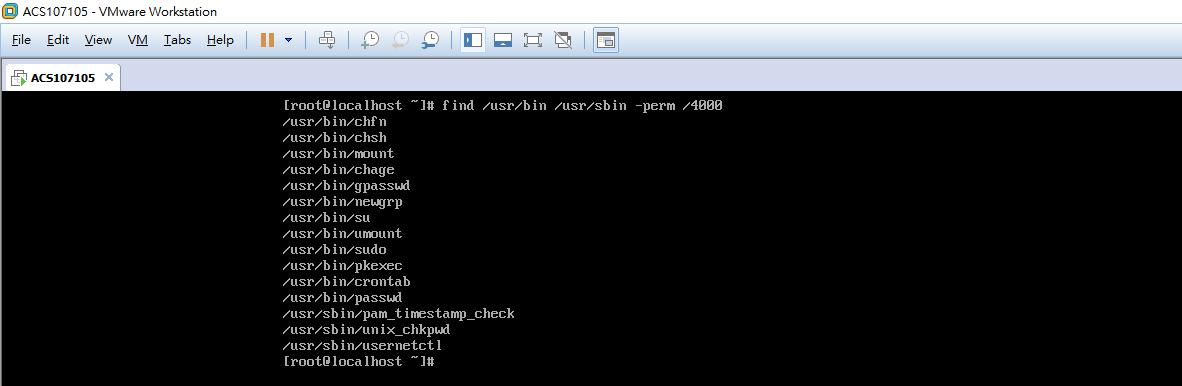 ACS107105 - VMware Workstation
File Edit View VM Tabs Help
ACS107105
[root@localhost ~]# find /usr/bin /usr/sbin -perm /4000
/usr/bin/chfn
/usr/bin/chsh
/usr/bin/mount
/usr/bin/chage
/usr/bin/gpasswd
/usr/bin/newgrp
/usr/bin/su
/usr/bin/umount
/usr/bin/sudo
/usr/bin/pkexec
/usr/bin/crontab
/usr/bin/passwd
/usr/sbin/pam_timestamp_check
/usr/sbin/unix_chkpwd
/usr/sbin/usernetctl
[root@localhost ~]#